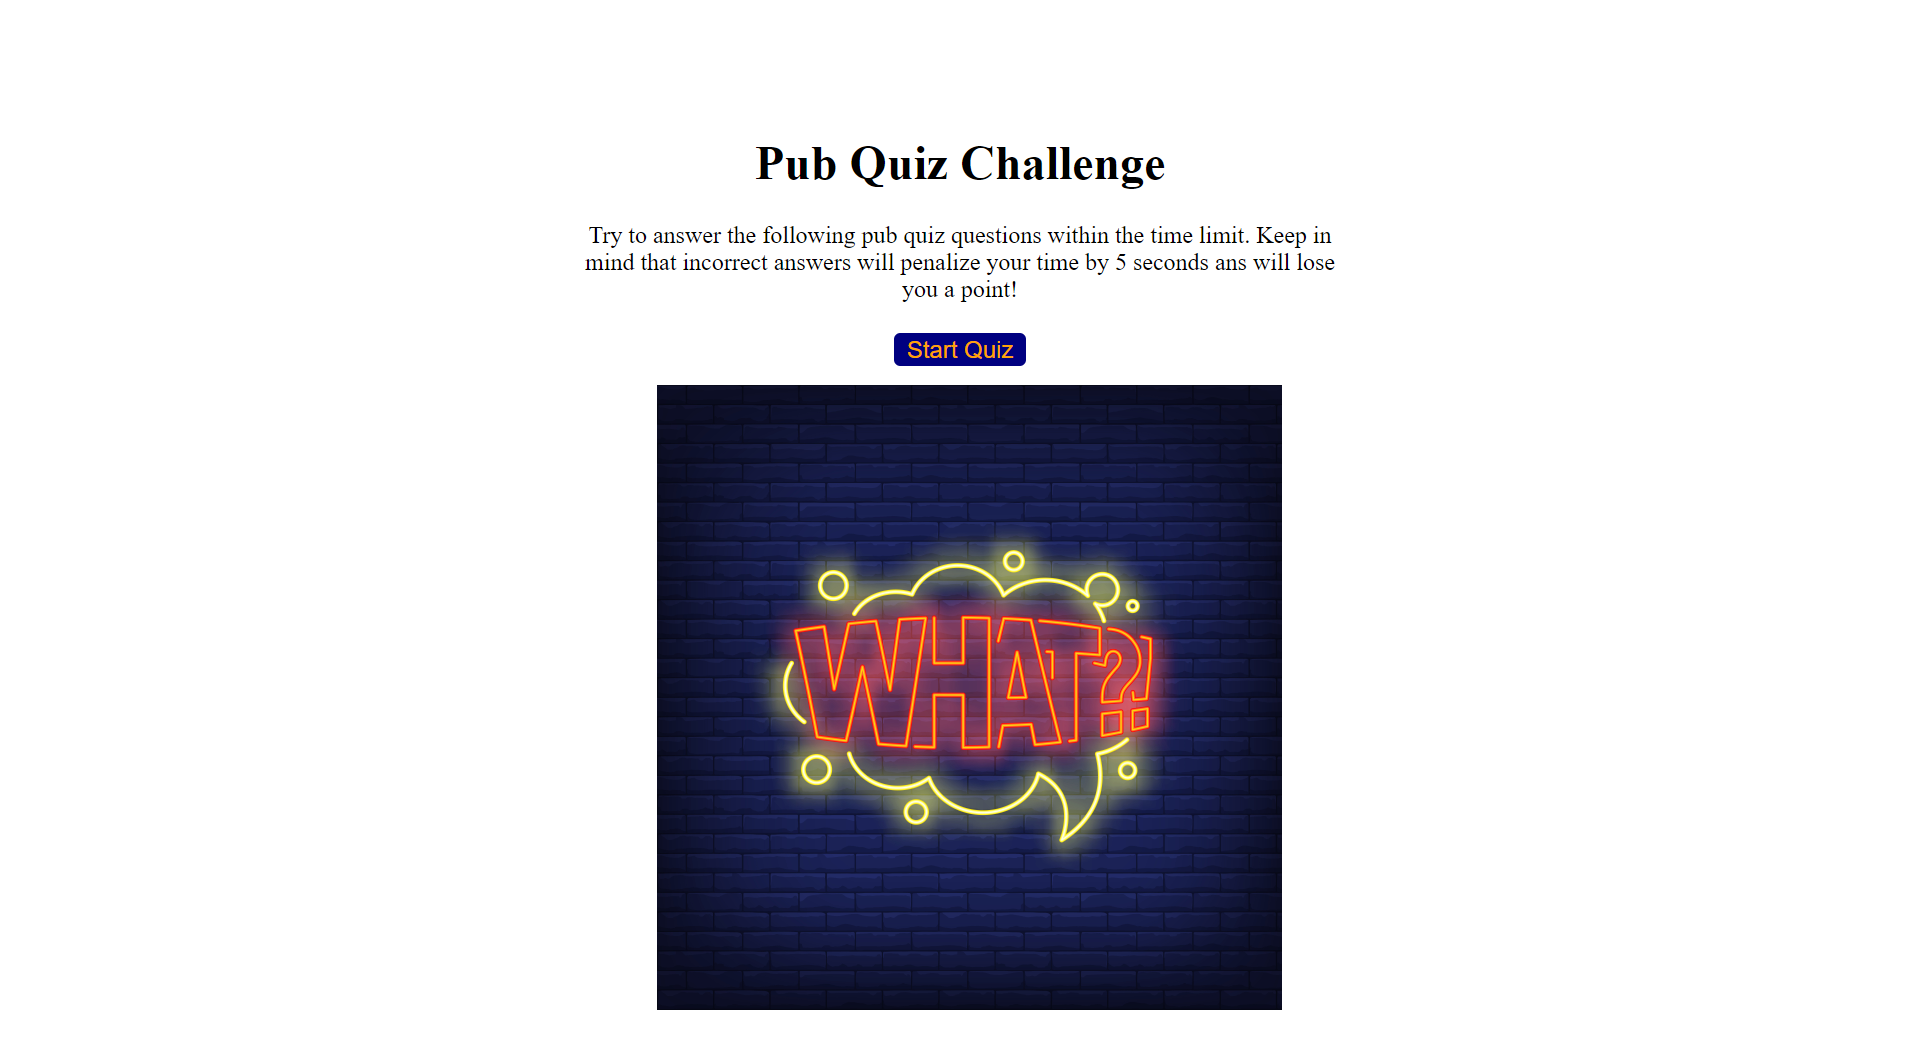 Pub Quiz Challenge
Try to answer the following pub quiz questions within the time limit. Keep in
mind that incorrect answers will penalize your time by 5 seconds ans will lose
you a point!
Start Quiz
WHAT?!